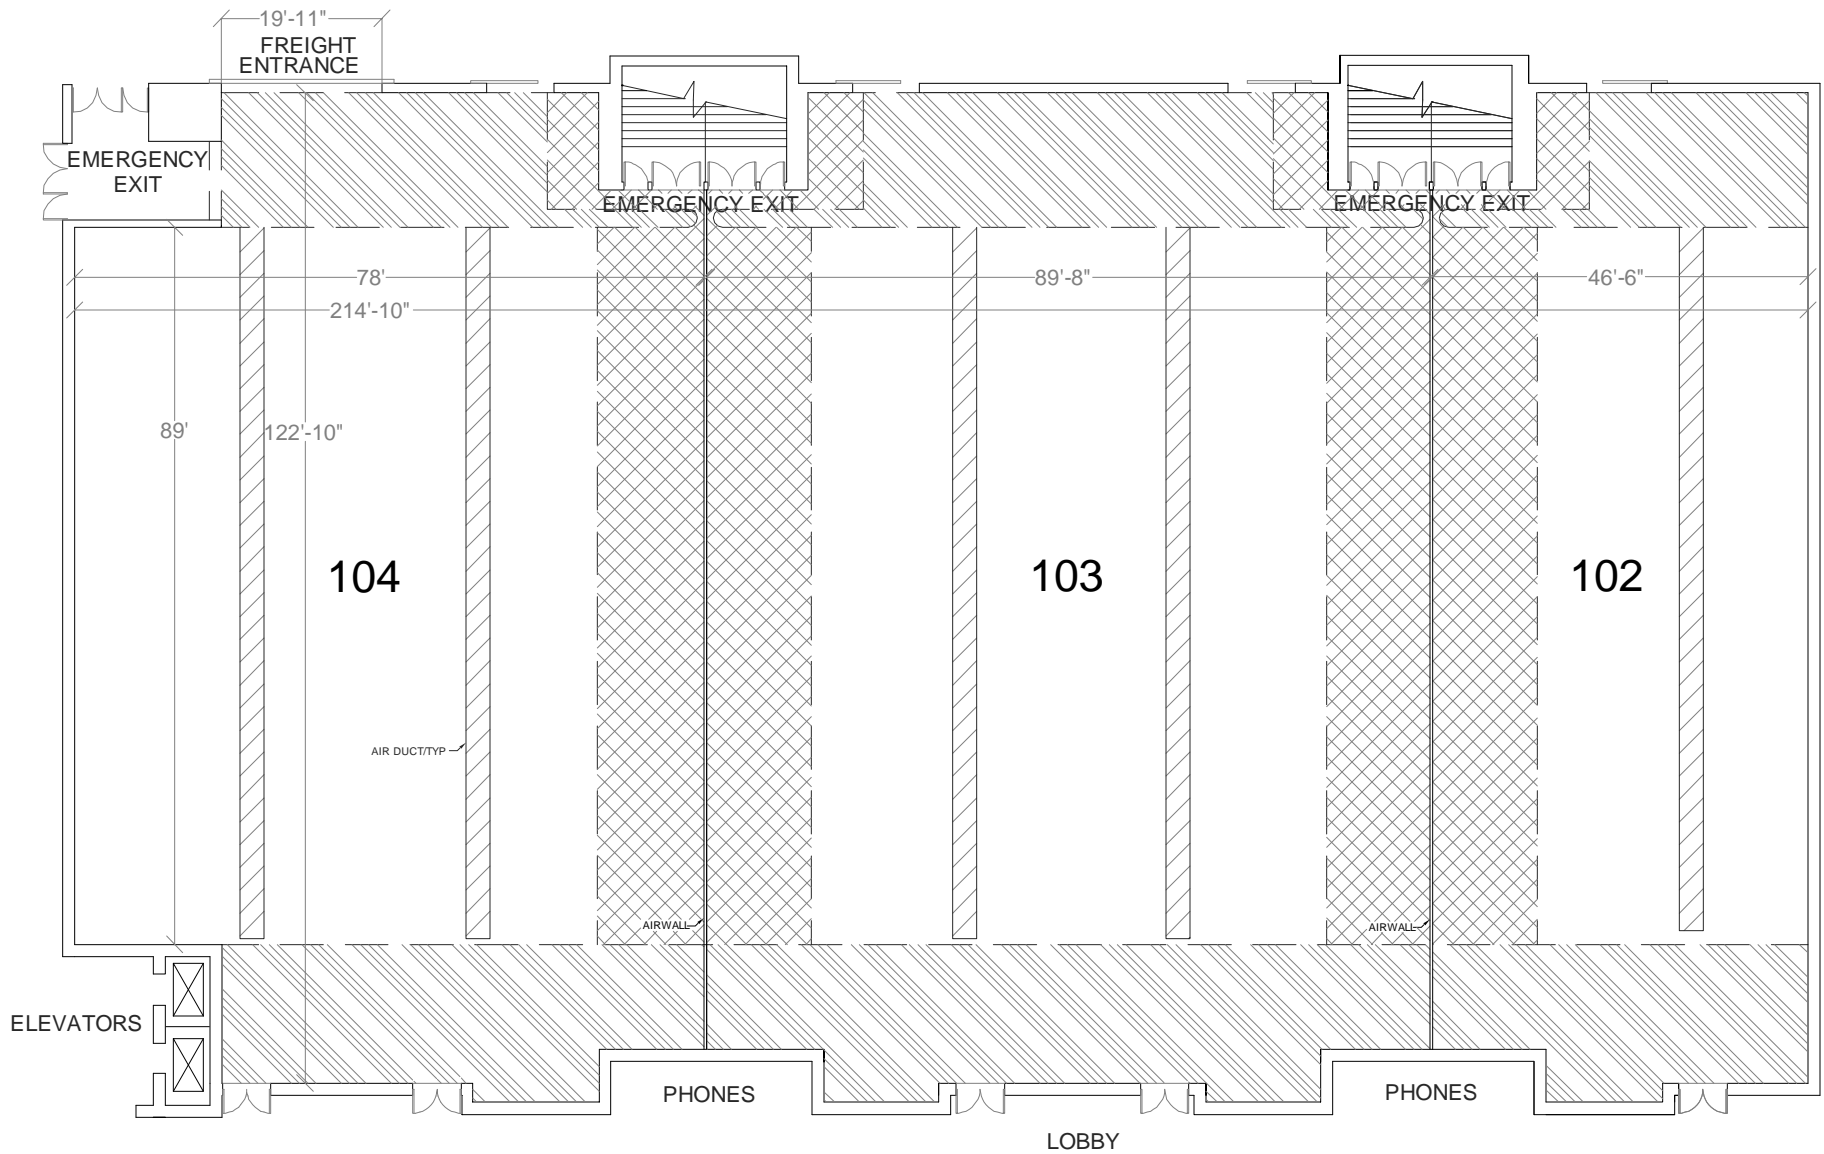 19'-11"
FREIGHT
ENTRANCE
EMERGENCY
EXIT
EMERGENCY EXIT
EMERGENCY EXIT
78'
89'-8"
46'-6"
214'-10"
89'
122'-10"
104
103
102
AIR DUCT/TYP
AIRWALL
AIRWALL
ELEVATORS
PHONES
PHONES
LOBBY